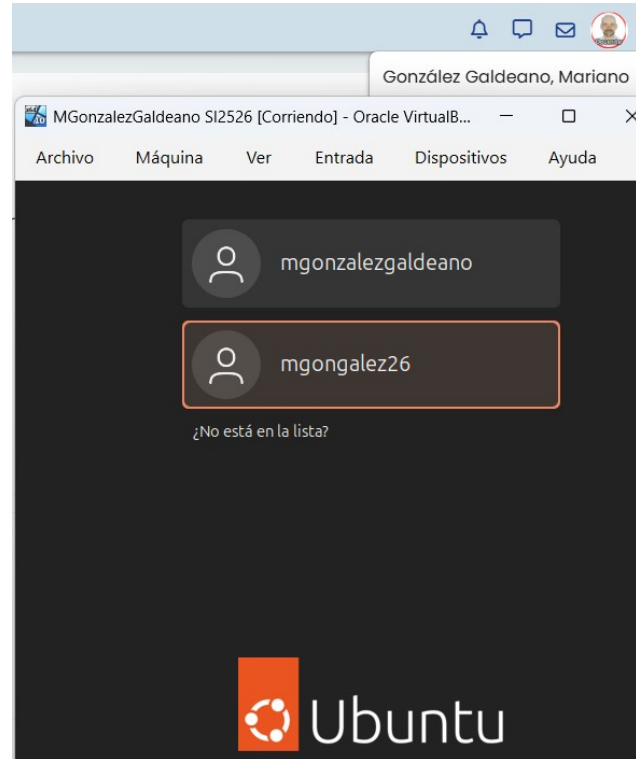 González Galdeano, Mariano
MGonzalezGaldeano SI2526 [Corriendo] - Oracle VirtualB...
Archivo Máquina Ver Entrada Dispositivos Ayuda
mgonzalezgaldeano
mgongalez26
¿No está en la lista?
Ubuntu